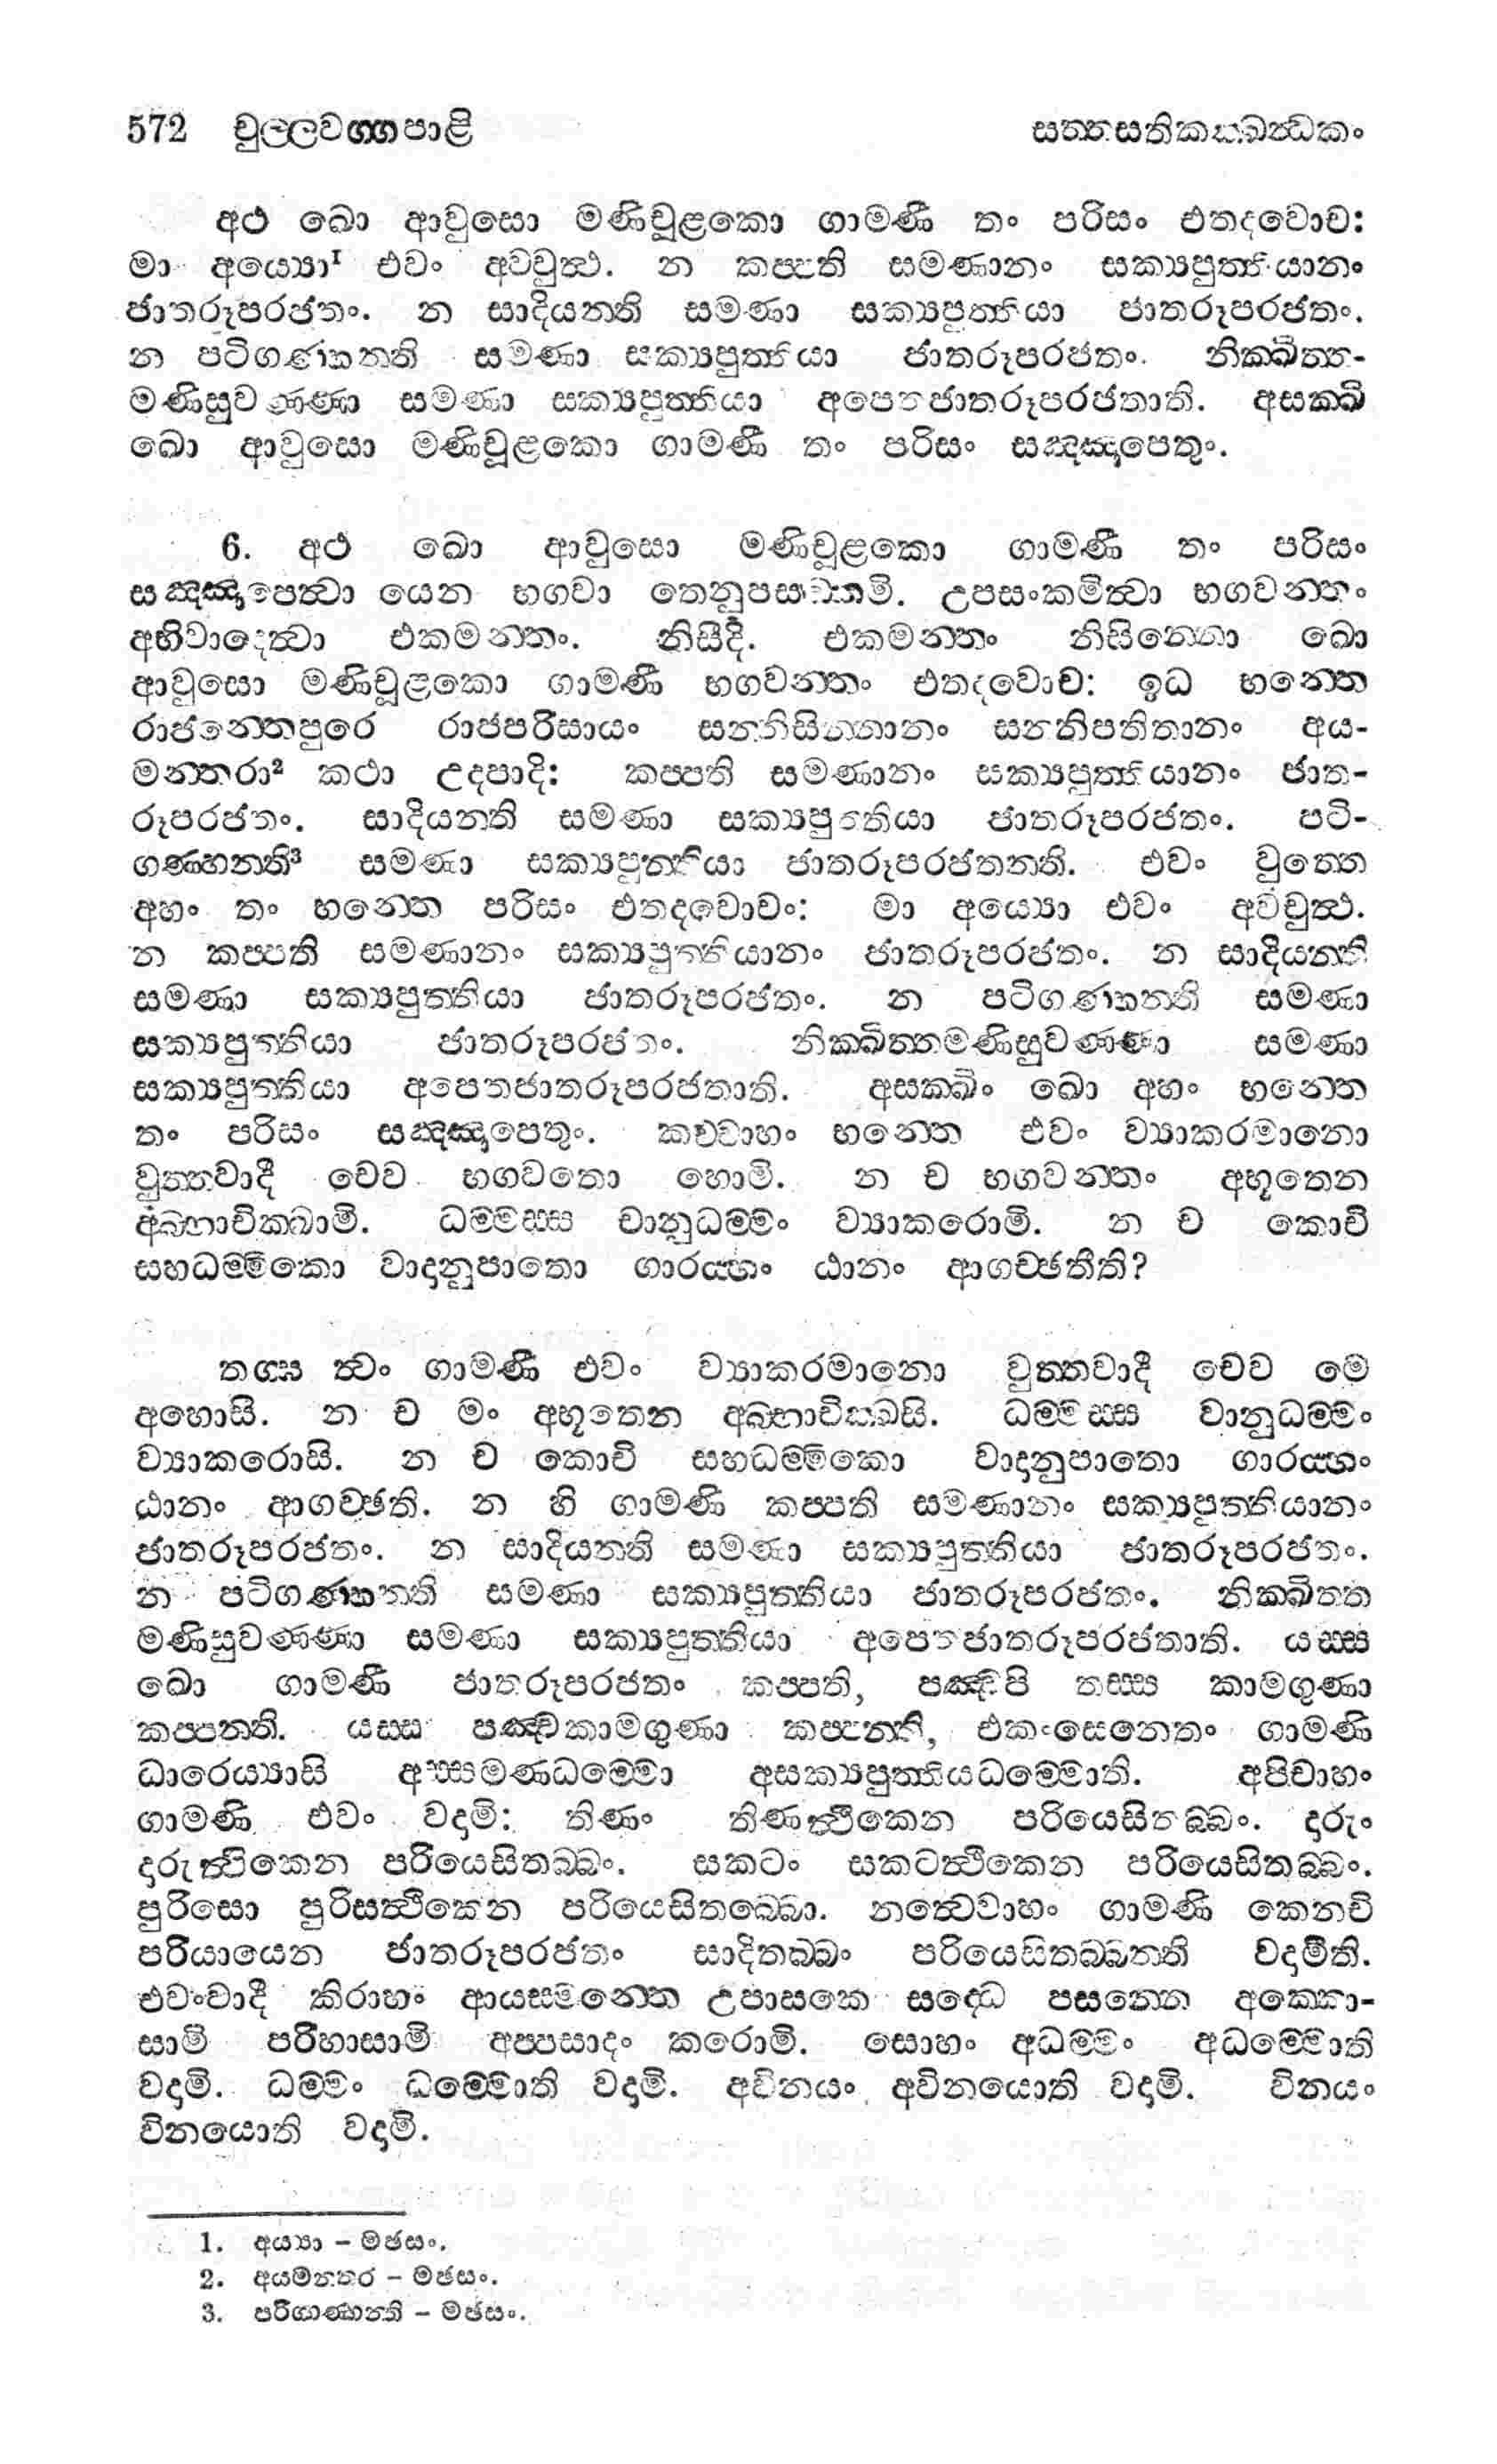 572 චුල්ලවග්ගපාළි සත්තසතිකක්ඛන්ධකං
අථ ඛො ආවුසො මණිචූළකො ගාමණී තං පරිසං එතදවොච:
මා අය්‍යො¹ එවං අවචුත්ථ. න කප්පති සමණානං සක්‍යපුත්තියානං
ජාතරූපරජතං. න සාදියන්ති සමණා සක්‍යපුත්තියා ජාතරූපරජතං.
න පටිගණ්හන්ති සමණා සක්‍යපුත්තියා ජාතරූපරජතං. නික්ඛිත්ත-
මණිසුවණ්ණා සමණා සක්‍යපුත්තියා අපෙතජාතරූපරජතාති. අසක්ඛි
ඛො ආවුසො මණිචූළකො ගාමණී තං පරිසං සඤ්ඤපෙතුං.
6. අථ ඛො ආවුසො මණිචූළකො ගාමණී තං පරිසං
සඤ්ඤපෙත්වා යෙන භගවා තෙනුපසඞ්කමි. උපසංකමිත්වා භගවන්තං
අභිවාදෙත්වා එකමන්තං. නිසීදි. එකමන්තං නිසින්නො ඛො
ආවුසො මණිචූළකො ගාමණී භගවන්තං එතදවොච: ඉධ භන්තෙ
රාජන්තෙපුරෙ රාජපරිසායං සන්නිසින්නානං සන්නිපතිතානං අය-
මන්තරා² කථා උදපාදි: කප්පති සමණානං සක්‍යපුත්තියානං ජාත-
රූපරජතං. සාදියන්ති සමණා සක්‍යපුත්තියා ජාතරූපරජතං. පටි-
ගණ්හන්ති³ සමණා සක්‍යපුත්තියා ජාතරූපරජතන්ති. එවං වුත්තෙ
අහං තං භන්තෙ පරිසං එතදවොචං: මා අය්‍යො එවං අවචුත්ථ.
න කප්පති සමණානං සක්‍යපුත්තියානං ජාතරූපරජතං. න සාදියන්ති
සමණා සක්‍යපුත්තියා ජාතරූපරජතං. න පටිගණ්හන්ති සමණා
සක්‍යපුත්තියා ජාතරූපරජතං. නික්ඛිත්තමණිසුවණ්ණා සමණා
සක්‍යපුත්තියා අපෙතජාතරූපරජතාති. අසක්ඛිං ඛො අහං භන්තෙ
තං පරිසං සඤ්ඤපෙතුං. කච්චාහං භන්තෙ එවං ව්‍යාකරමානො
වුත්තවාදී චෙව භගවතො හොමි. න ච භගවන්තං අභූතෙන
අබ්භාචික්ඛාමි. ධම්මස්ස චානුධම්මං ව්‍යාකරොමි. න ච කොචි
සහධම්මිකො වාදානුපාතො ගාරය්හං ඨානං ආගච්ඡතීති?
තග්ඝ ත්වං ගාමණී එවං ව්‍යාකරමානො වුත්තවාදී චෙව මෙ
අහොසි. න ච මං අභූතෙන අබ්භාචික්ඛසි. ධම්මස්ස චානුධම්මං
ව්‍යාකරොසි. න ච කොචි සහධම්මිකො වාදානුපාතො ගාරය්හං
ඨානං ආගච්ඡති. න හි ගාමණි කප්පති සමණානං සක්‍යපුත්තියානං
ජාතරූපරජතං. න සාදියන්ති සමණා සක්‍යපුත්තියා ජාතරූපරජතං.
න පටිගණ්හන්ති සමණා සක්‍යපුත්තියා ජාතරූපරජතං. නික්ඛිත්ත
මණිසුවණ්ණා සමණා සක්‍යපුත්තියා අපෙතජාතරූපරජතාති. යස්ස
ඛො ගාමණී ජාතරූපරජතං කප්පති, පඤ්චපි තස්ස කාමගුණා
කප්පන්ති. යස්ස පඤ්චකාමගුණා කප්පන්ති, එකංසෙනෙතං ගාමණි
ධාරෙය්‍යාසි අස්සමණධම්මො අසක්‍යපුත්තියධම්මොති. අපිචාහං
ගාමණි එවං වදාමි: තිණං තිණත්ථිකෙන පරියෙසිතබ්බං. දාරුං
දාරුත්ථිකෙන පරියෙසිතබ්බං. සකටං සකටත්ථිකෙන පරියෙසිතබ්බං.
පුරිසො පුරිසත්ථිකෙන පරියෙසිතබ්බො. නත්වෙවාහං ගාමණි කෙනචි
පරියායෙන ජාතරූපරජතං සාදිතබ්බං පරියෙසිතබ්බන්ති වදාමීති.
එවංවාදී කිරාහං ආයස්මන්තෙ උපාසකෙ සද්ධෙ පසන්නෙ අක්කො-
සාමි පරිභාසාමි අප්පසාදං කරොමි. සොහං අධම්මං අධම්මොති
වදාමි. ධම්මං ධම්මොති වදාමි. අවිනයං අවිනයොති වදාමි. විනයං
විනයොති වදාමි.
1. අය්‍යා – මඡසං.
2. අයමන්තර – මඡසං.
3. පරිග්ගණ්හන්ති – මඡසං.